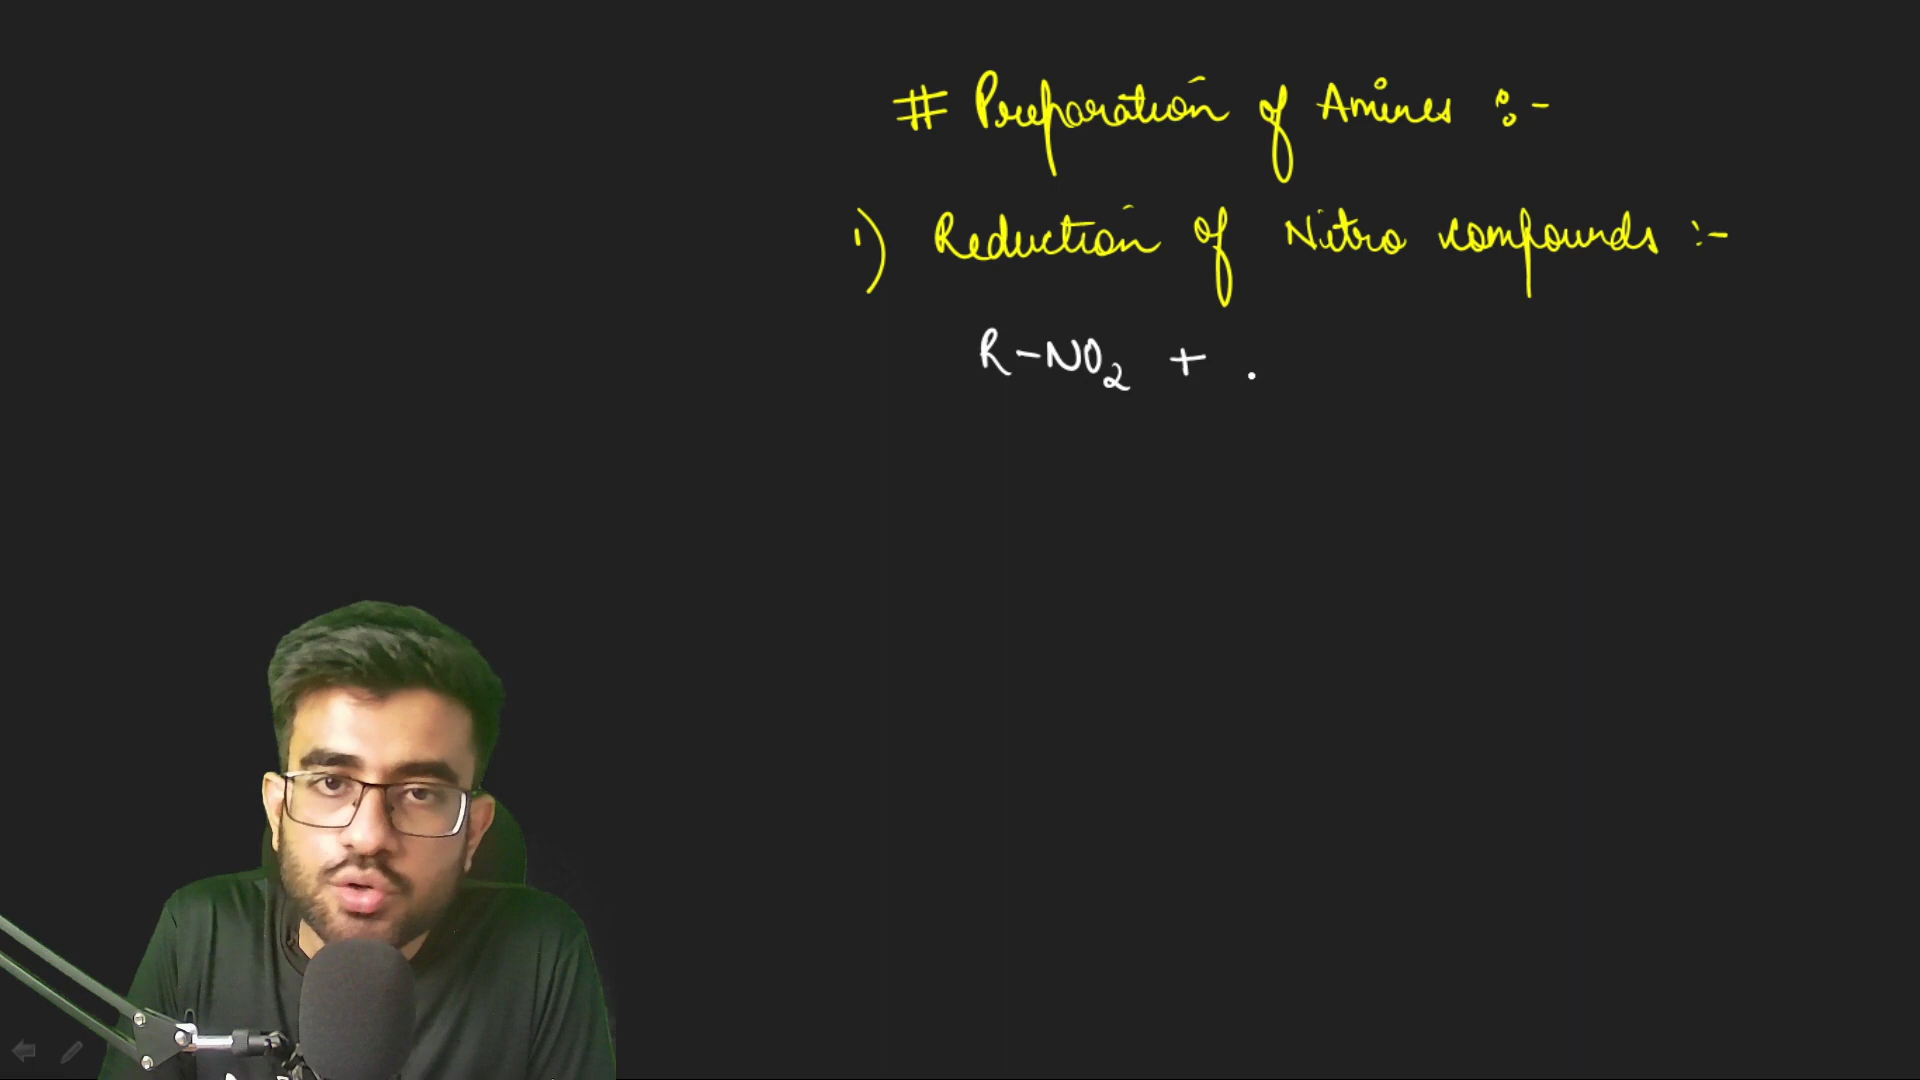 # Preparation of Amines :-
1) Reduction of Nitro compounds :-
R-NO₂ + .